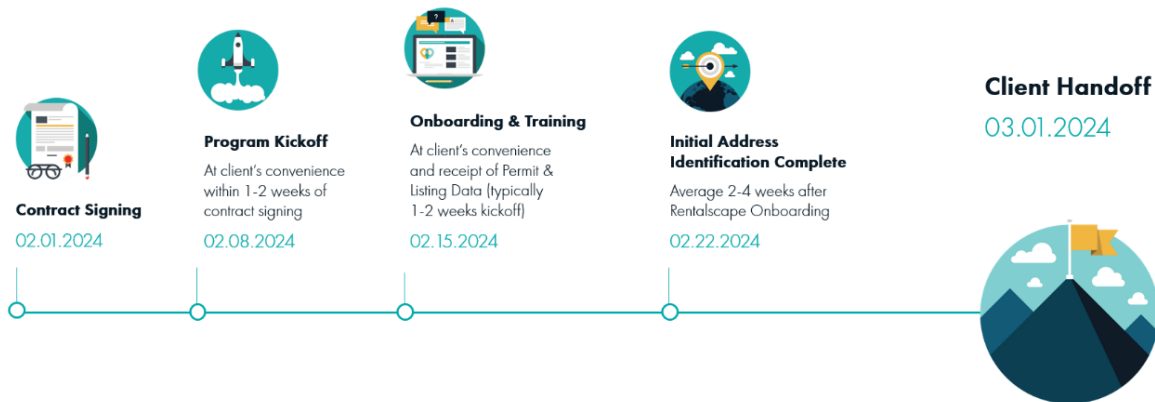 Contract Signing
02.01.2024
Program Kickoff
At client's convenience
within 1-2 weeks of
contract signing
02.08.2024
?
A
Onboarding & Training
At client's convenience
and receipt of Permit &
Listing Data (typically
1-2 weeks kickoff)
02.15.2024
Initial Address
Identification Complete
Average 2-4 weeks after
Rentalscape Onboarding
02.22.2024
Client Handoff
03.01.2024